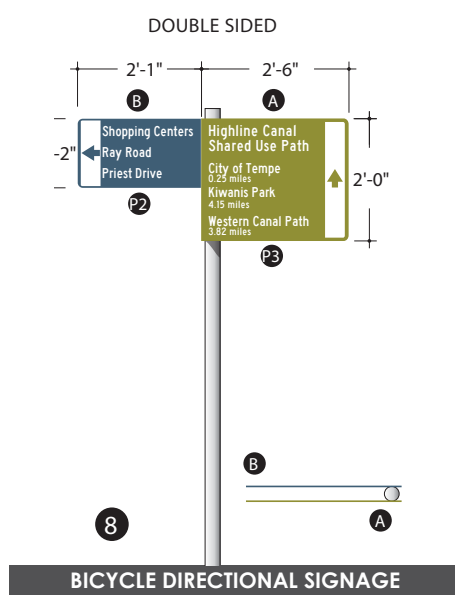 DOUBLE SIDED
2'-1"
2'-6"
B
A
Shopping Centers
Ray Road
Priest Drive
-2"
P2
Highline Canal
Shared Use Path
City of Tempe
0.25 miles
Kiwanis Park
4.15 miles
Western Canal Path
3.82 miles
2'-0"
P3
B
A
8
BICYCLE DIRECTIONAL SIGNAGE